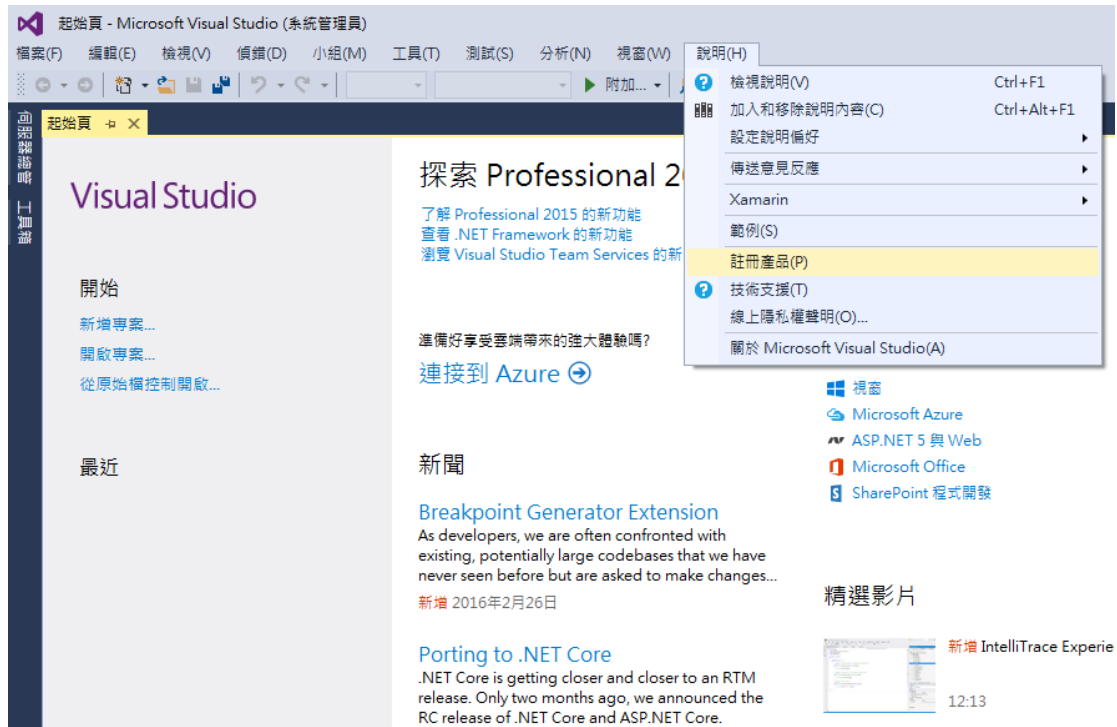 起始頁 - Microsoft Visual Studio (系統管理員)
檔案(F) 編輯(E) 檢視(V) 偵錯(D) 小組(M) 工具(T) 測試(S) 分析(N) 視窗(W) 說明(H)
附加...
檢視說明(V) Ctrl+F1
加入和移除說明內容(C) Ctrl+Alt+F1
設定說明偏好
傳送意見反應
Xamarin
範例(S)
註冊產品(P)
技術支援(T)
線上隱私權聲明(O)...
關於 Microsoft Visual Studio(A)
伺服器總管
工具箱
起始頁
Visual Studio
開始
新增專案...
開啟專案...
從原始檔控制開啟...
最近
探索 Professional 2
了解 Professional 2015 的新功能
查看 .NET Framework 的新功能
瀏覽 Visual Studio Team Services 的新
準備好享受雲端帶來的強大體驗嗎?
連接到 Azure
新聞
Breakpoint Generator Extension
As developers, we are often confronted with
existing, potentially large codebases that we have
never seen before but are asked to make changes...
新增 2016年2月26日
Porting to .NET Core
.NET Core is getting closer and closer to an RTM
release. Only two months ago, we announced the
RC release of .NET Core and ASP.NET Core.
視窗
Microsoft Azure
ASP.NET 5 與 Web
Microsoft Office
SharePoint 程式開發
精選影片
新增 IntelliTrace Experie
12:13